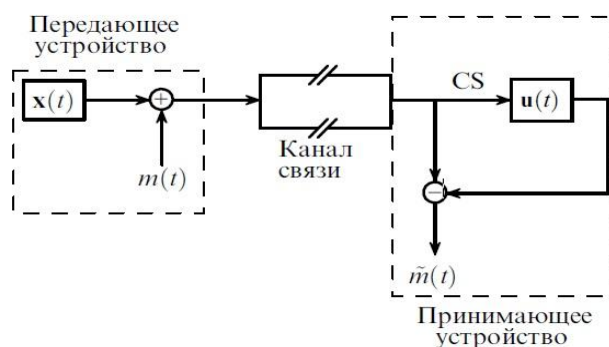 Передающее
устройство
x(t)
+
m(t)
Канал
связи
CS
u(t)
−
m̃(t)
Принимающее
устройство